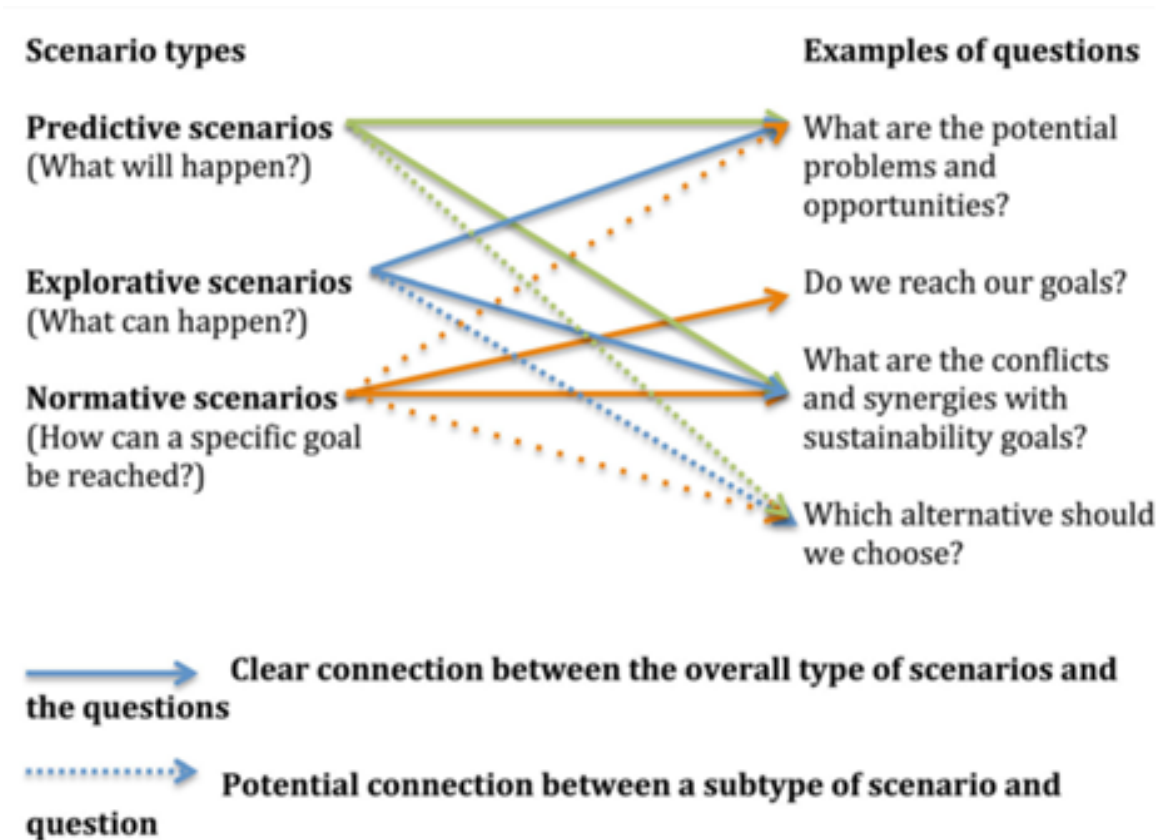 Scenario types
Predictive scenarios
(What will happen?)
Explorative scenarios
(What can happen?)
Normative scenarios
(How can a specific goal
be reached?)
Examples of questions
What are the potential
problems and
opportunities?
Do we reach our goals?
What are the conflicts
and synergies with
sustainability goals?
Which alternative should
we choose?
Clear connection between the overall type of scenarios and
the questions
Potential connection between a subtype of scenario and
question